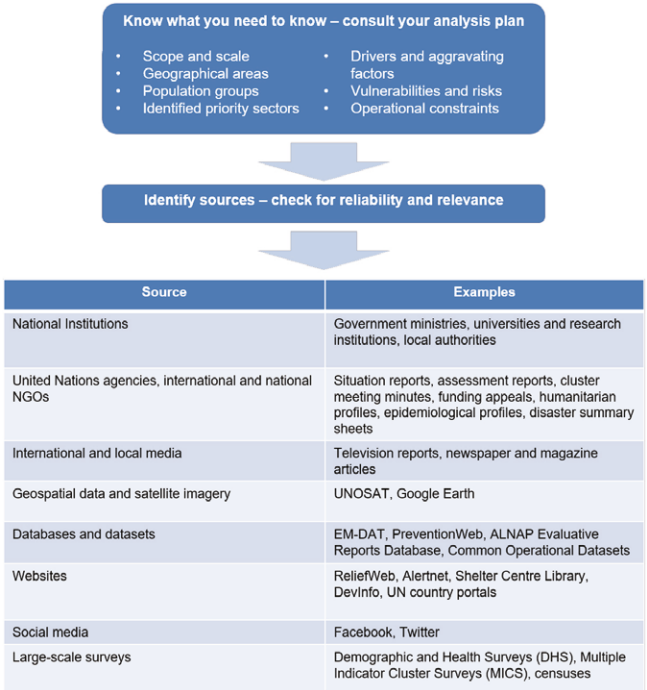 Know what you need to know – consult your analysis plan
• Scope and scale
• Geographical areas
• Population groups
• Identified priority sectors
• Drivers and aggravating
factors
• Vulnerabilities and risks
• Operational constraints
Identify sources – check for reliability and relevance
Source
Examples
National Institutions
Government ministries, universities and research
institutions, local authorities
United Nations agencies, international and national
NGOs
Situation reports, assessment reports, cluster
meeting minutes, funding appeals, humanitarian
profiles, epidemiological profiles, disaster summary
sheets
International and local media
Television reports, newspaper and magazine
articles
Geospatial data and satellite imagery
UNOSAT, Google Earth
Databases and datasets
EM-DAT, PreventionWeb, ALNAP Evaluative
Reports Database, Common Operational Datasets
Websites
ReliefWeb, Alertnet, Shelter Centre Library,
DevInfo, UN country portals
Social media
Facebook, Twitter
Large-scale surveys
Demographic and Health Surveys (DHS), Multiple
Indicator Cluster Surveys (MICS), censuses